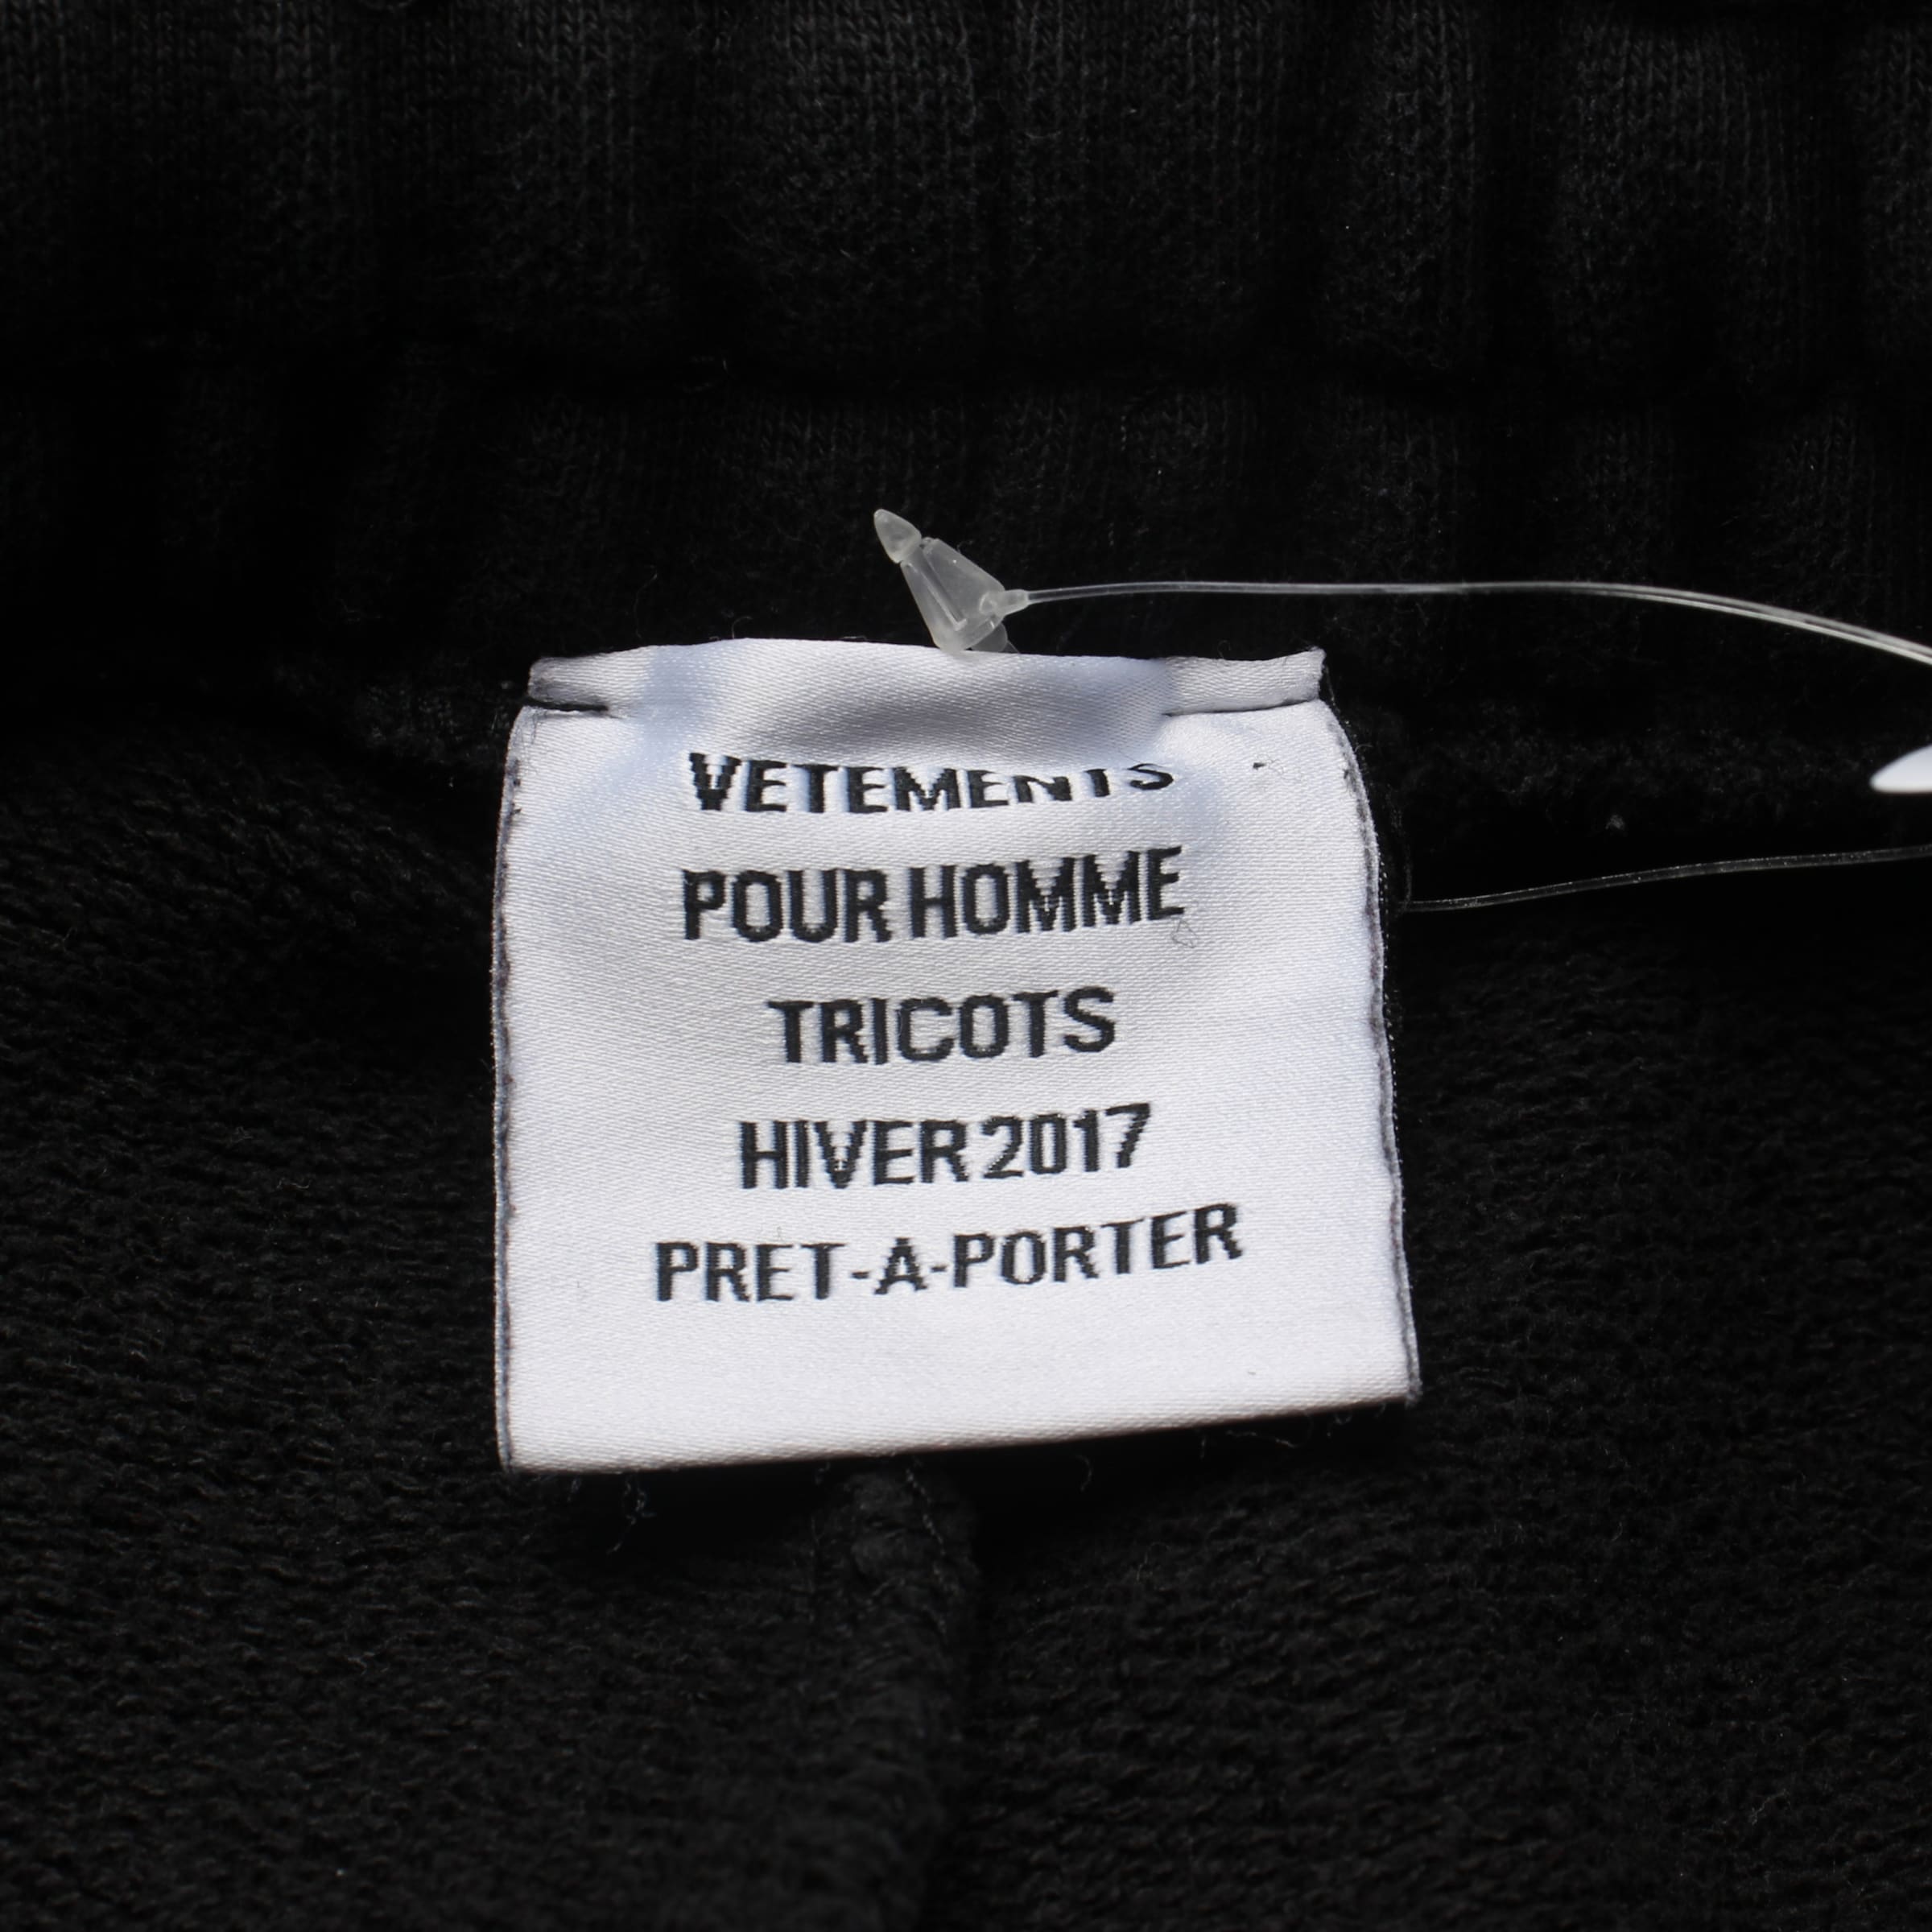 VETEMENTS
POUR HOMME
TRICOTS
HIVER 2017
PRET-A-PORTER